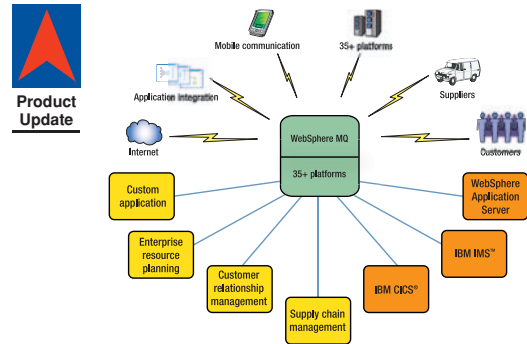 Product
Update
Mobile communication
35+ platforms
Application integration
Suppliers
Internet
Customers
WebSphere MQ
35+ platforms
Custom
application
WebSphere
Application
Server
Enterprise
resource
planning
IBM IMS™
Customer
relationship
management
IBM CICS®
Supply chain
management